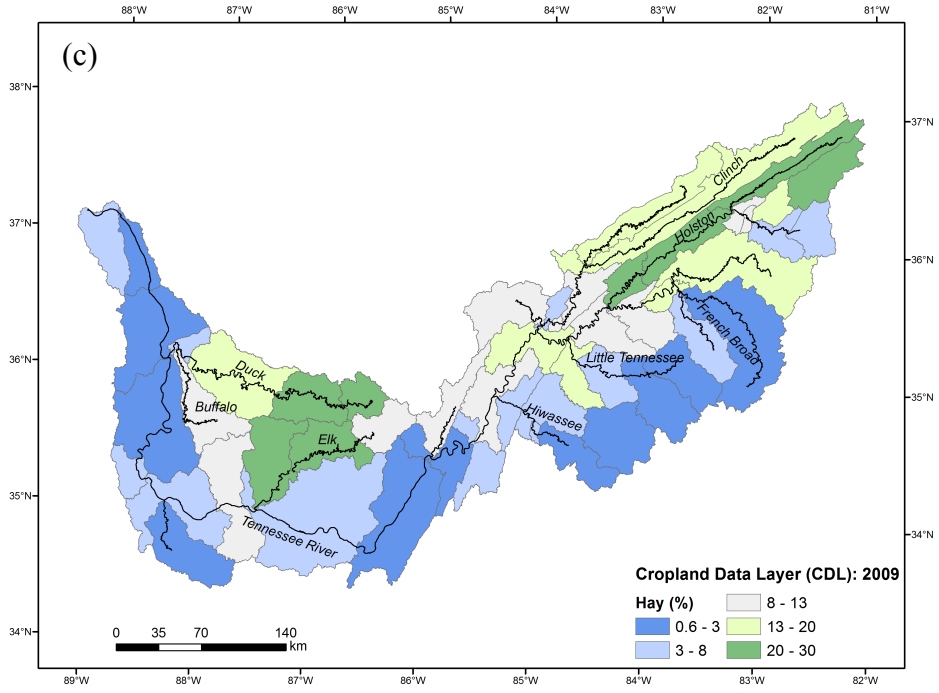 88°W 87°W 86°W 85°W 84°W 83°W 82°W 81°W
(c)
38°N
37°N
37°N
36°N
36°N
35°N
35°N
34°N
34°N
Clinch
Holston
French Broad
Little Tennessee
Hiwassee
Duck
Buffalo
Elk
Tennessee River
Cropland Data Layer (CDL): 2009
Hay (%)
0.6 - 3
3 - 8
8 - 13
13 - 20
20 - 30
0 35 70 140
km
89°W 88°W 87°W 86°W 85°W 84°W 83°W 82°W